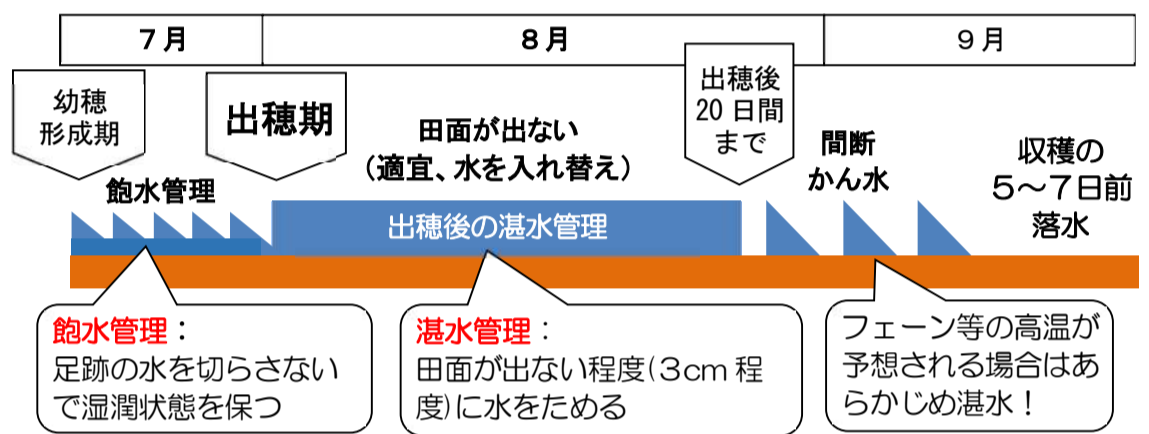 7月
8月
9月
幼穂
形成期
出穂期
出穂後
20日間
まで
飽水管理
田面が出ない
(適宜、水を入れ替え)
間断
かん水
収穫の
5~7日前
落水
出穂後の湛水管理
飽水管理:
足跡の水を切らさない
で湿潤状態を保つ
湛水管理:
田面が出ない程度(3cm程
度)に水をためる
フェーン等の高温が
予想される場合はあ
らかじめ湛水!